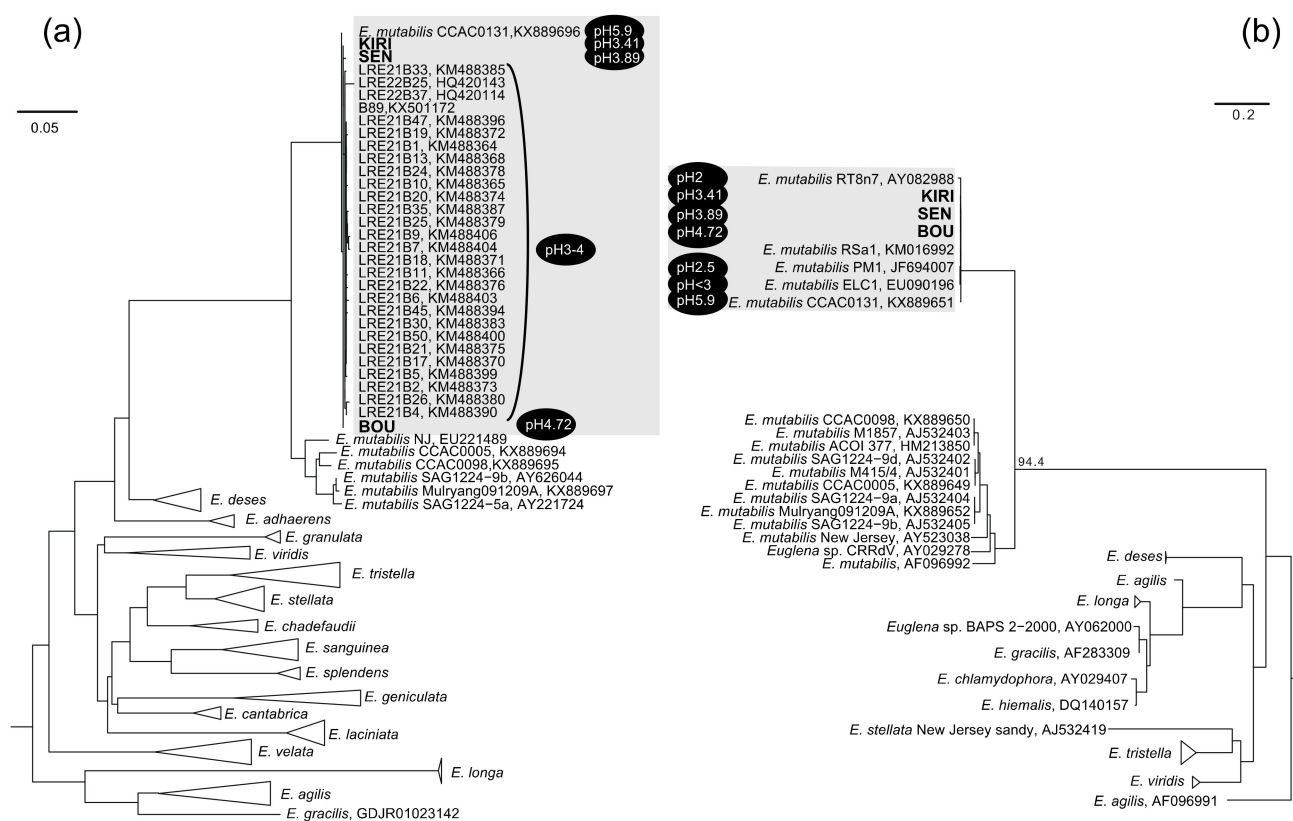 (a)
0.05
E. mutabilis CCAC0131,KX889696 pH5.9
KIRI pH3.41
SEN pH3.89
LRE21B33, KM488385
LRE22B25, HQ420143
LRE22B37, HQ420114
B89,KX501172
LRE21B47, KM488396
LRE21B19, KM488372
LRE21B1, KM488364
LRE21B13, KM488368
LRE21B24, KM488378
LRE21B10, KM488365
LRE21B20, KM488374
LRE21B35, KM488387
LRE21B25, KM488379
LRE21B9, KM488406
LRE21B7, KM488404
pH3-4
LRE21B18, KM488371
LRE21B11, KM488366
LRE21B22, KM488376
LRE21B6, KM488403
LRE21B45, KM488394
LRE21B30, KM488383
LRE21B50, KM488400
LRE21B21, KM488375
LRE21B17, KM488370
LRE21B5, KM488399
LRE21B2, KM488373
LRE21B26, KM488380
LRE21B4, KM488390
BOU pH4.72
E. mutabilis NJ, EU221489
E. mutabilis CCAC0005, KX889694
E. mutabilis CCAC0098,KX889695
E. mutabilis SAG1224−9b, AY626044
E. mutabilis Mulryang091209A, KX889697
E. mutabilis SAG1224−5a, AY221724
E. deses
E. adhaerens
E. granulata
E. viridis
E. tristella
E. stellata
E. chadefaudii
E. sanguinea
E. splendens
E. geniculata
E. cantabrica
E. laciniata
E. velata
E. longa
E. agilis
E. gracilis, GDJR01023142
(b)
0.2
pH2 E. mutabilis RT8n7, AY082988
pH3.41 KIRI
pH3.89 SEN
pH4.72 BOU
E. mutabilis RSa1, KM016992
pH2.5 E. mutabilis PM1, JF694007
pH<3 E. mutabilis ELC1, EU090196
pH5.9 E. mutabilis CCAC0131, KX889651
E. mutabilis CCAC0098, KX889650
E. mutabilis M1857, AJ532403
E. mutabilis ACOI 377, HM213850
E. mutabilis SAG1224−9d, AJ532402
94.4
E. mutabilis M415/4, AJ532401
E. mutabilis CCAC0005, KX889649
E. mutabilis SAG1224−9a, AJ532404
E. mutabilis Mulryang091209A, KX889652
E. mutabilis SAG1224−9b, AJ532405
E. mutabilis New Jersey, AY523038
Euglena sp. CRRdV, AY029278
E. mutabilis, AF096992
E. deses
E. agilis
E. longa
Euglena sp. BAPS 2−2000, AY062000
E. gracilis, AF283309
E. chlamydophora, AY029407
E. hiemalis, DQ140157
E. stellata New Jersey sandy, AJ532419
E. tristella
E. viridis
E. agilis, AF096991